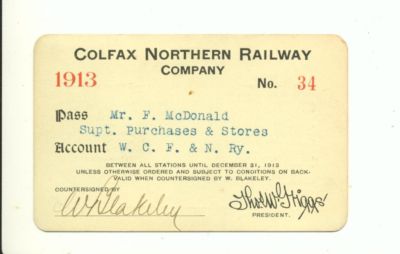 COLFAX NORTHERN RAILWAY
COMPANY
1913 No. 34
Pass Mr. F. McDonald
Supt. Purchases & Stores
Account W. C. F. & N. Ry.
BETWEEN ALL STATIONS UNTIL DECEMBER 31, 1913
UNLESS OTHERWISE ORDERED AND SUBJECT TO CONDITIONS ON BACK-
VALID WHEN COUNTERSIGNED BY W. BLAKELEY.
COUNTERSIGNED BY
W Blakeley
Thos W Griggs
PRESIDENT.